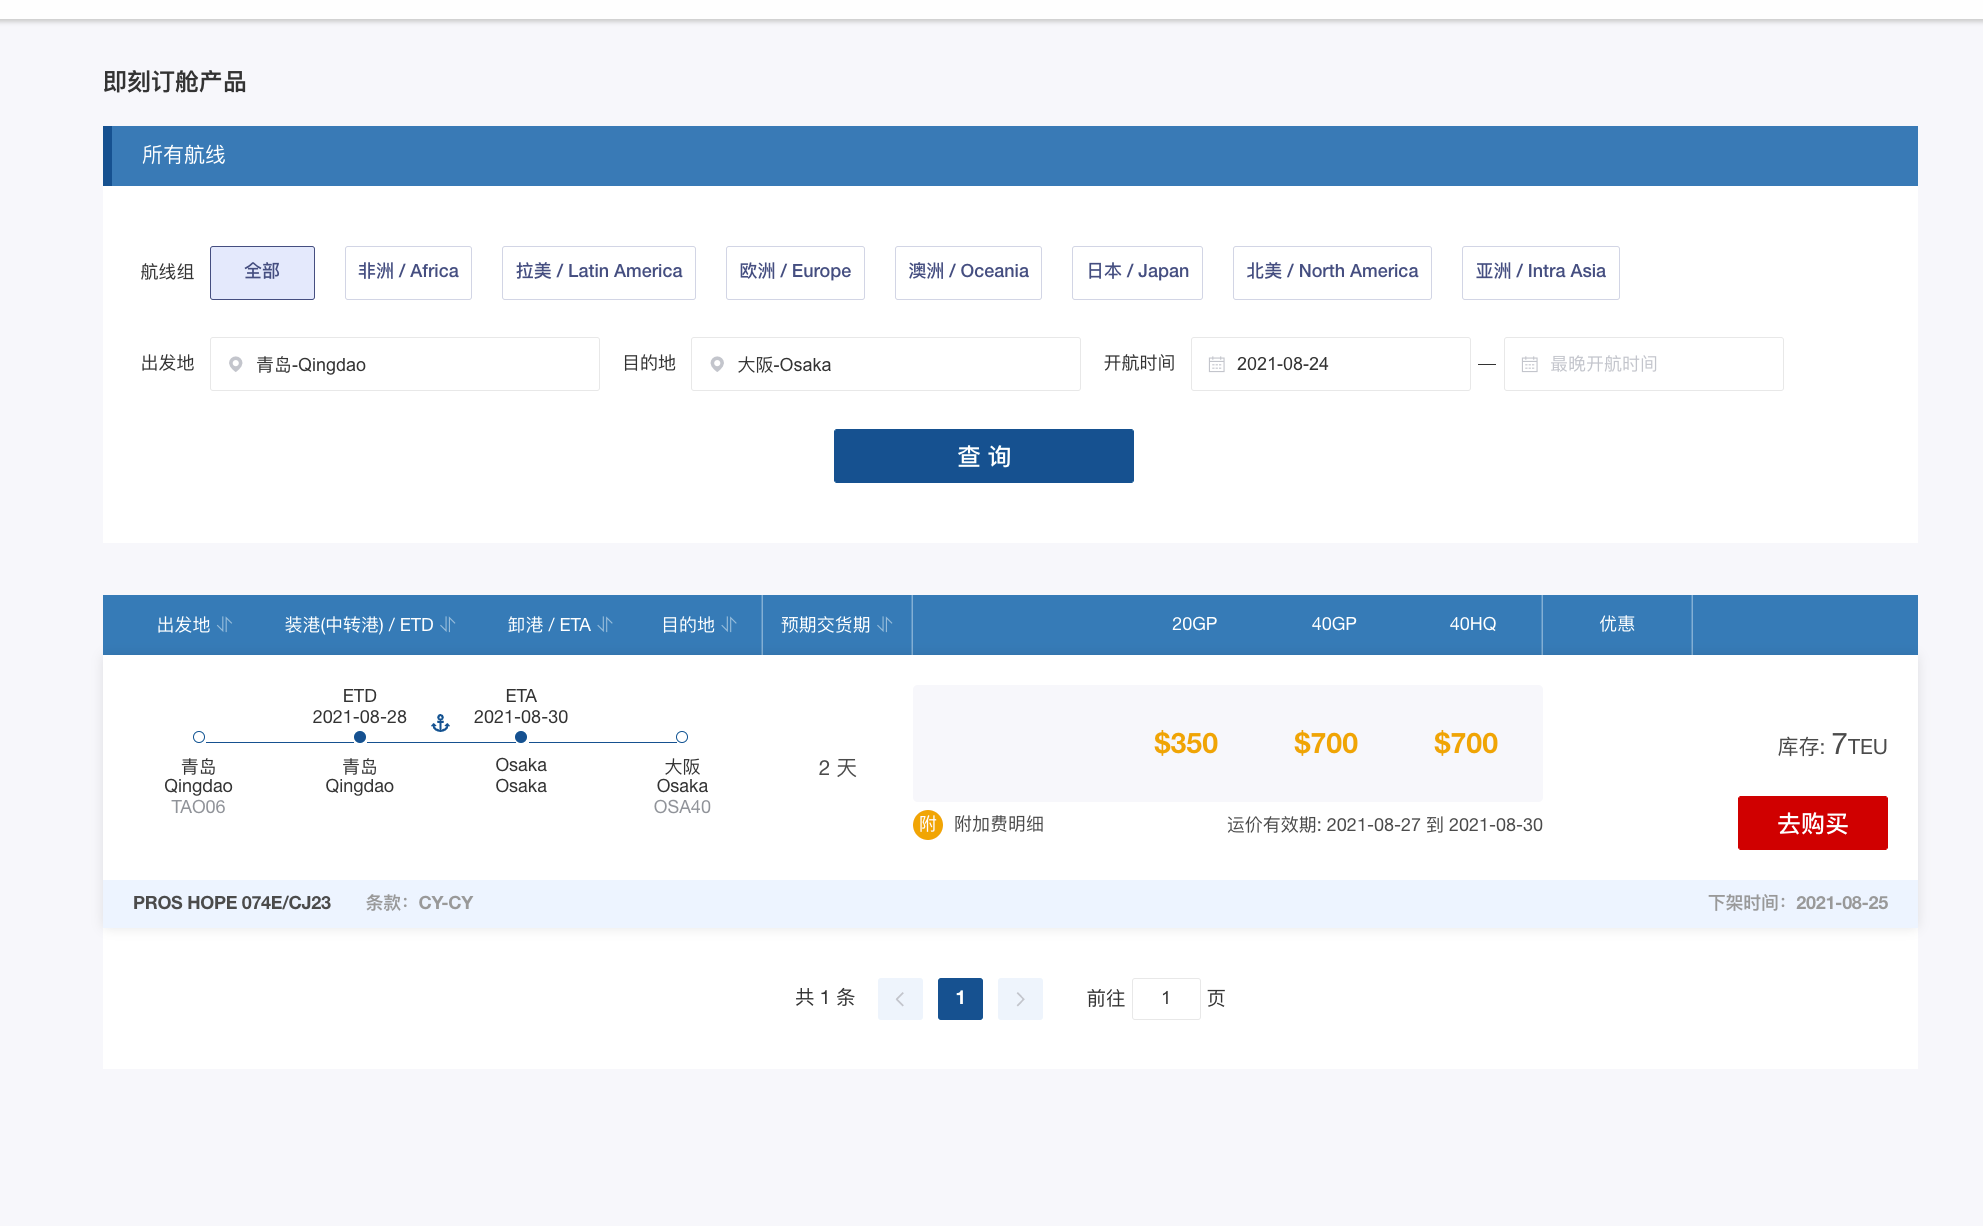 即刻订舱产品
所有航线
航线组 全部 非洲 / Africa 拉美 / Latin America 欧洲 / Europe 澳洲 / Oceania 日本 / Japan 北美 / North America 亚洲 / Intra Asia
出发地 青岛-Qingdao 目的地 大阪-Osaka 开航时间 2021-08-24 — 最晚开航时间
查 询
出发地 装港(中转港) / ETD 卸港 / ETA 目的地 预期交货期 20GP 40GP 40HQ 优惠
ETD ETA
2021-08-28 2021-08-30
青岛 青岛 Osaka 大阪
Qingdao Qingdao Osaka Osaka
TAO06 OSA40
2 天
$350 $700 $700
库存: 7TEU
附 附加费明细 运价有效期: 2021-08-27 到 2021-08-30
去购买
PROS HOPE 074E/CJ23 条款： CY-CY 下架时间： 2021-08-25
共 1 条 1 前往 1 页